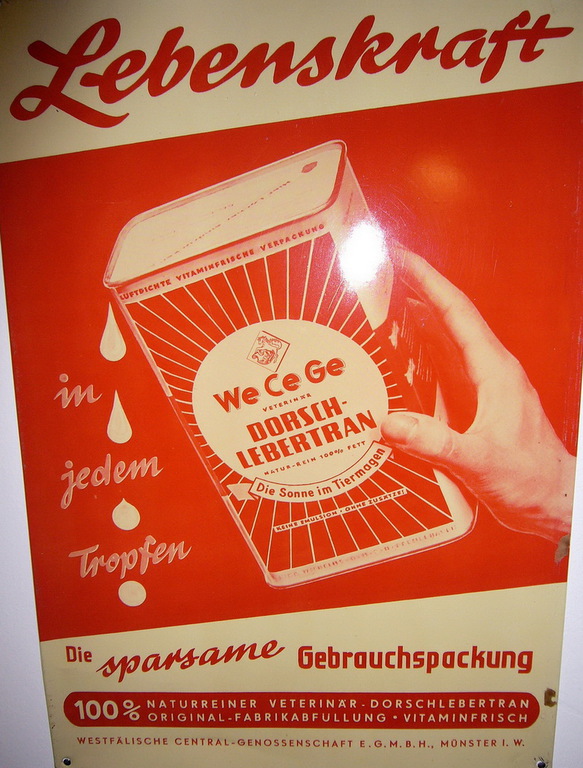 Lebenskraft
LUFTDICHTE VITAMINFRISCHE VERPACKUNG
in
jedem
Tropfen
We Ce Ge
VETERINÄR
DORSCH-
LEBERTRAN
NATUR-REIN 100% FETT
Die Sonne im Tiermagen
KEINE EMULSION · OHNE ZUSÄTZE!
Die sparsame Gebrauchspackung
100% NATURREINER VETERINÄR-DORSCHLEBERTRAN
ORIGINAL-FABRIKABFÜLLUNG · VITAMINFRISCH
WESTFÄLISCHE CENTRAL-GENOSSENSCHAFT E.G.M.B.H., MÜNSTER I.W.